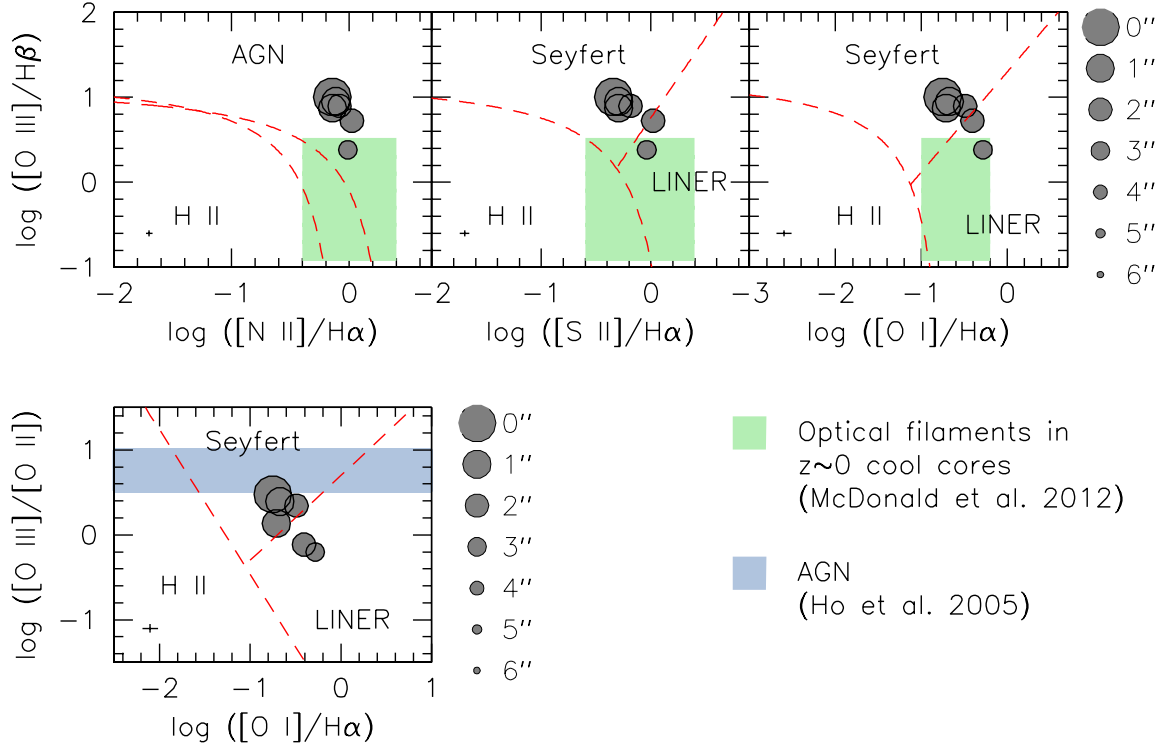 log ([O III]/Hβ)
2
1
0
−1
AGN
H II
Seyfert
LINER
H II
Seyfert
LINER
H II
0''
1''
2''
3''
4''
5''
6''
−2 −1 0
−2 −1 0
−3 −2 −1 0
log ([N II]/Hα)
log ([S II]/Hα)
log ([O I]/Hα)
log ([O III]/[O II])
1
0
−1
Seyfert
H II
LINER
0''
1''
2''
3''
4''
5''
6''
−2 −1 0 1
log ([O I]/Hα)
Optical filaments in
z~0 cool cores
(McDonald et al. 2012)
AGN
(Ho et al. 2005)